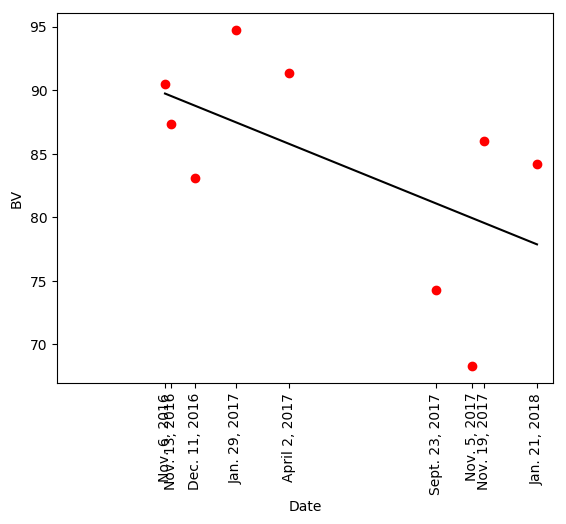 95
90
85
80
75
70
BV
Nov. 6, 2016
Nov. 13, 2016
Dec. 11, 2016
Jan. 29, 2017
April 2, 2017
Sept. 23, 2017
Nov. 5, 2017
Nov. 19, 2017
Jan. 21, 2018
Date